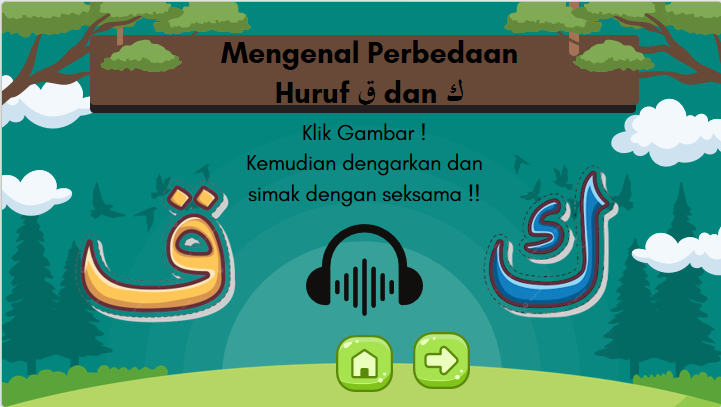 Mengenal Perbedaan
Huruf ق dan ك
Klik Gambar !
Kemudian dengarkan dan
simak dengan seksama !!
ق
ك